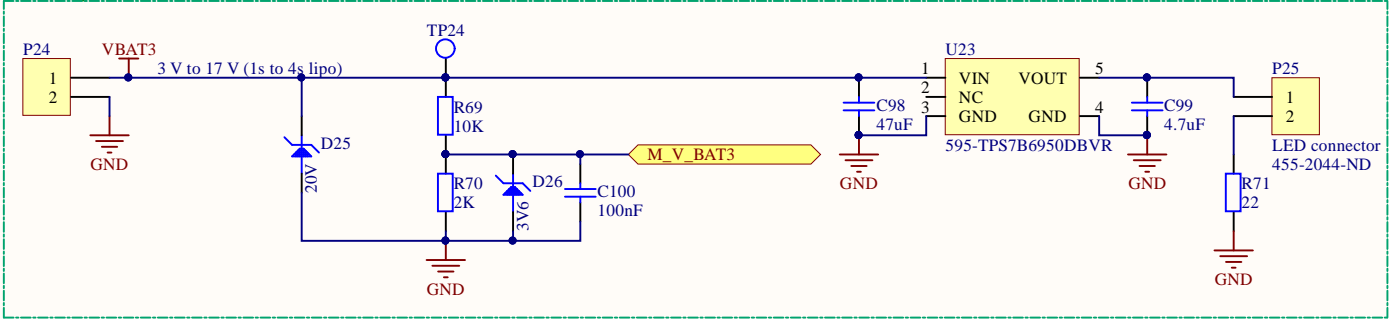 P24
1
2
VBAT3
3 V to 17 V (1s to 4s lipo)
GND
D25
20V
TP24
R69
10K
R70
2K
D26
3V6
C100
100nF
M_V_BAT3
GND
C98
47uF
GND
U23
1
2
3
VIN
NC
GND
VOUT
GND
5
4
595-TPS7B6950DBVR
C99
4.7uF
GND
P25
1
2
LED connector
455-2044-ND
R71
22
GND